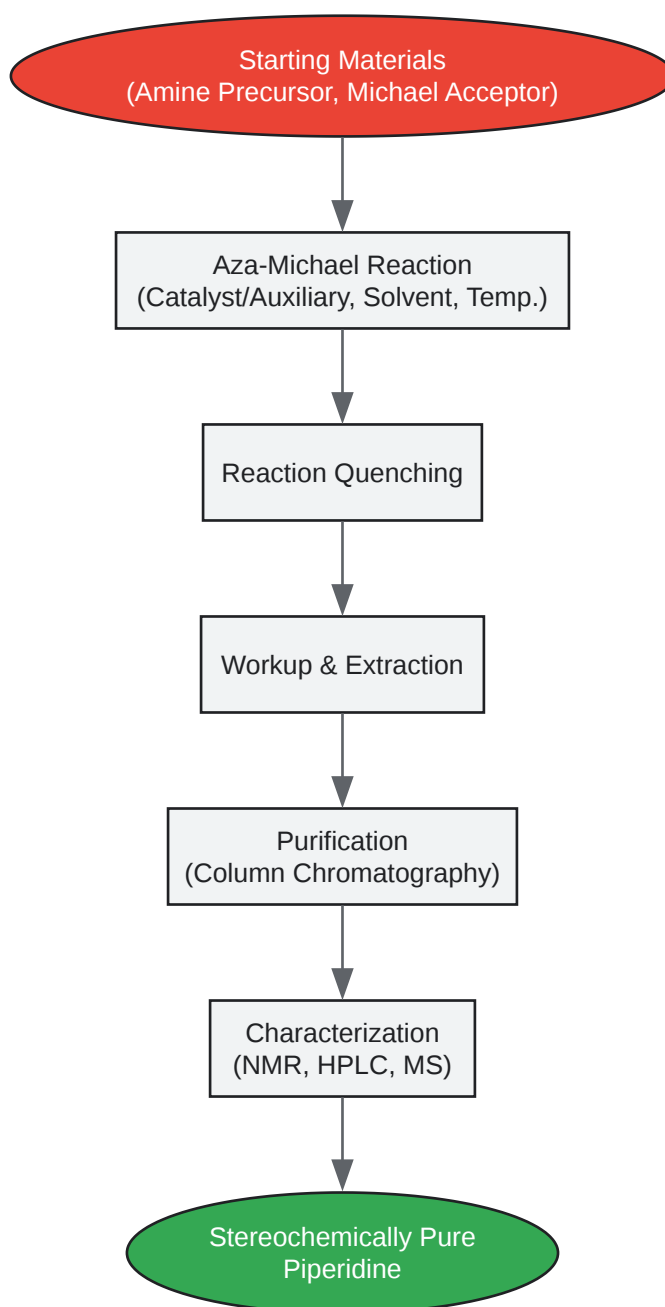 Starting Materials
(Amine Precursor, Michael Acceptor)
Aza-Michael Reaction
(Catalyst/Auxiliary, Solvent, Temp.)
Reaction Quenching
Workup & Extraction
Purification
(Column Chromatography)
Characterization
(NMR, HPLC, MS)
Stereochemically Pure
Piperidine